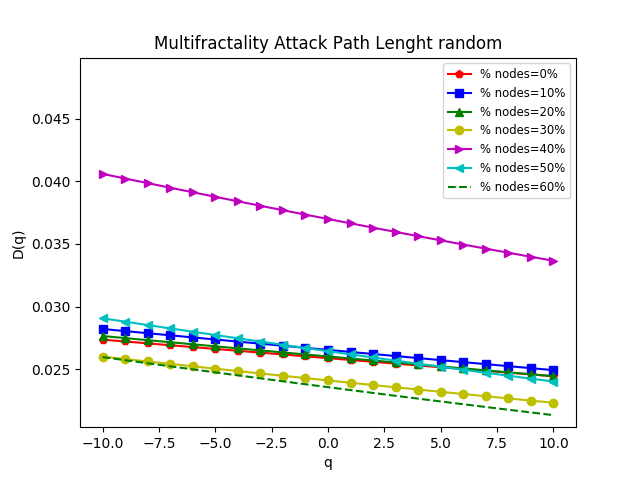 Multifractality Attack Path Lenght random
% nodes=0%
% nodes=10%
% nodes=20%
% nodes=30%
% nodes=40%
% nodes=50%
% nodes=60%
0.045
0.040
0.035
0.030
0.025
D(q)
−10.0 −7.5 −5.0 −2.5 0.0 2.5 5.0 7.5 10.0
q